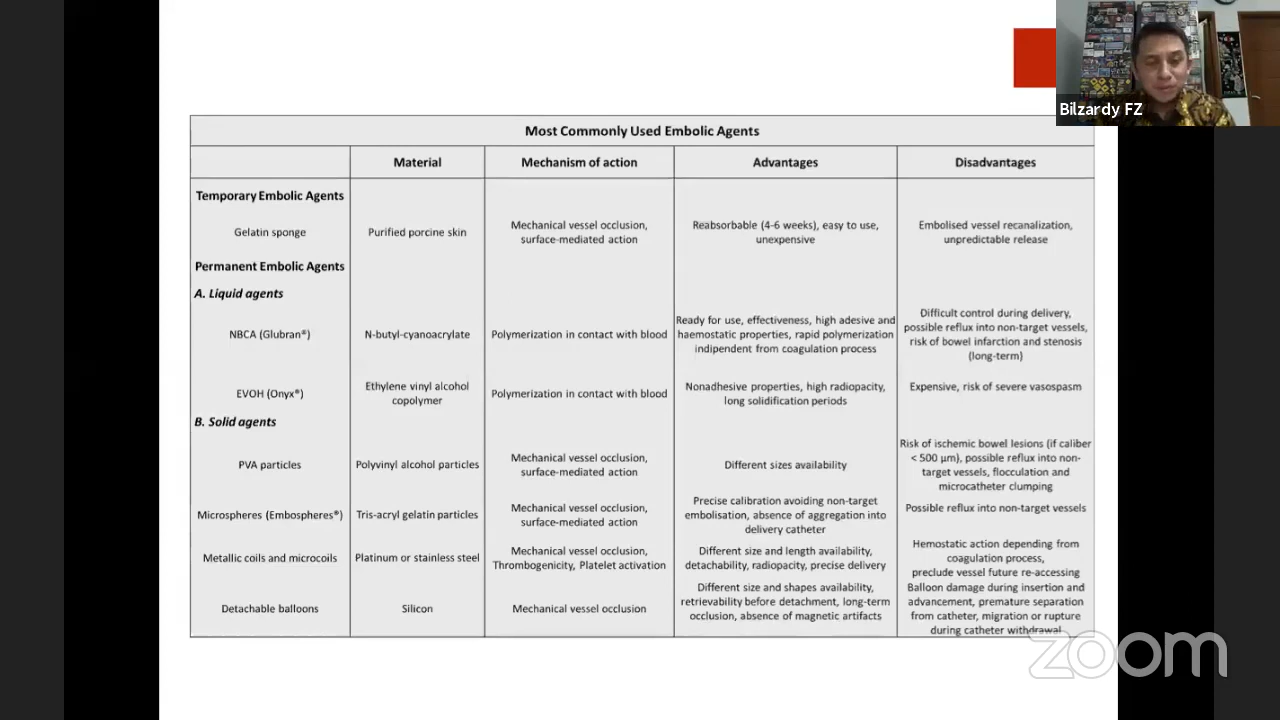 Bilzardy FZ
Most Commonly Used Embolic Agents
Material
Mechanism of action
Advantages
Disadvantages
Temporary Embolic Agents
Gelatin sponge
Purified porcine skin
Mechanical vessel occlusion,
surface-mediated action
Reabsorbable (4-6 weeks), easy to use,
unexpensive
Embolised vessel recanalization,
unpredictable release
Permanent Embolic Agents
A. Liquid agents
NBCA (Glubran®)
N-butyl-cyanoacrylate
Polymerization in contact with blood
Ready for use, effectiveness, high adesive and
haemostatic properties, rapid polymerization
indipendent from coagulation process
Difficult control during delivery,
possible reflux into non-target vessels,
risk of bowel infarction and stenosis
(long-term)
EVOH (Onyx®)
Ethylene vinyl alcohol
copolymer
Polymerization in contact with blood
Nonadhesive properties, high radiopacity,
long solidification periods
Expensive, risk of severe vasospasm
B. Solid agents
PVA particles
Polyvinyl alcohol particles
Mechanical vessel occlusion,
surface-mediated action
Different sizes availability
Risk of ischemic bowel lesions (if caliber
< 500 µm), possible reflux into non-
target vessels, flocculation and
microcatheter clumping
Microspheres (Embospheres®)
Tris-acryl gelatin particles
Mechanical vessel occlusion,
surface-mediated action
Precise calibration avoiding non-target
embolisation, absence of aggregation into
delivery catheter
Possible reflux into non-target vessels
Metallic coils and microcoils
Platinum or stainless steel
Mechanical vessel occlusion,
Thrombogenicity, Platelet activation
Different size and length availability,
detachability, radiopacity, precise delivery
Hemostatic action depending from
coagulation process,
preclude vessel future re-accessing
Detachable balloons
Silicon
Mechanical vessel occlusion
Different size and shapes availability,
retrievability before detachment, long-term
occlusion, absence of magnetic artifacts
Balloon damage during insertion and
advancement, premature separation
from catheter, migration or rupture
during catheter withdrawal
zoom